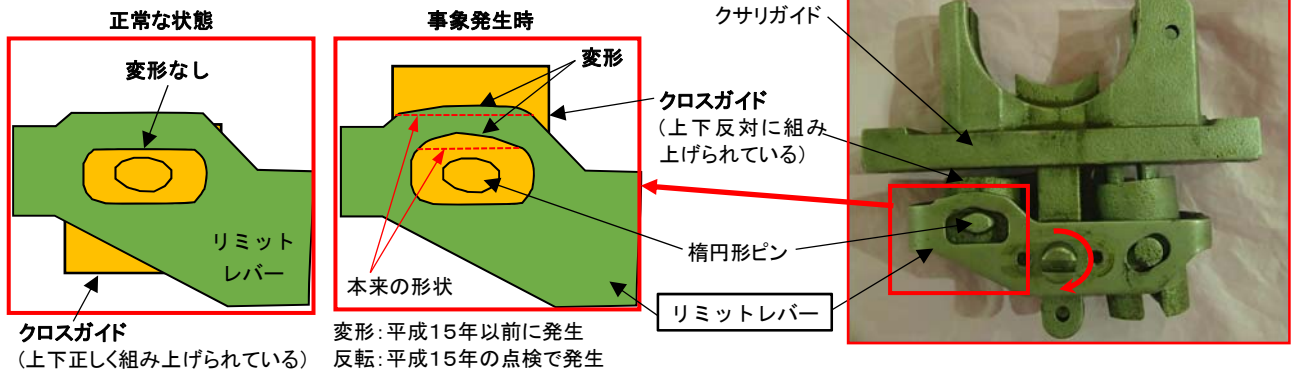 正常な状態
変形なし
リミット
レバー
クロスガイド
(上下正しく組み上げられている)
事象発生時
変形
本来の形状
変形:平成15年以前に発生
反転:平成15年の点検で発生
クサリガイド
クロスガイド
(上下反対に組み
上げられている)
楕円形ピン
リミットレバー